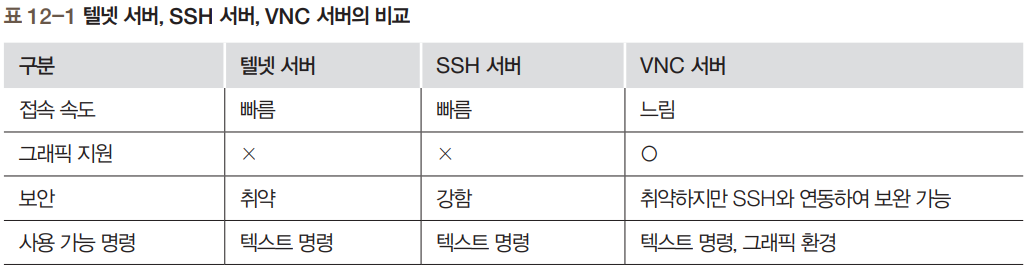 표 12-1 텔넷 서버, SSH 서버, VNC 서버의 비교
구분 텔넷 서버 SSH 서버 VNC 서버
접속 속도 빠름 빠름 느림
그래픽 지원 × × ○
보안 취약 강함 취약하지만 SSH와 연동하여 보완 가능
사용 가능 명령 텍스트 명령 텍스트 명령 텍스트 명령, 그래픽 환경